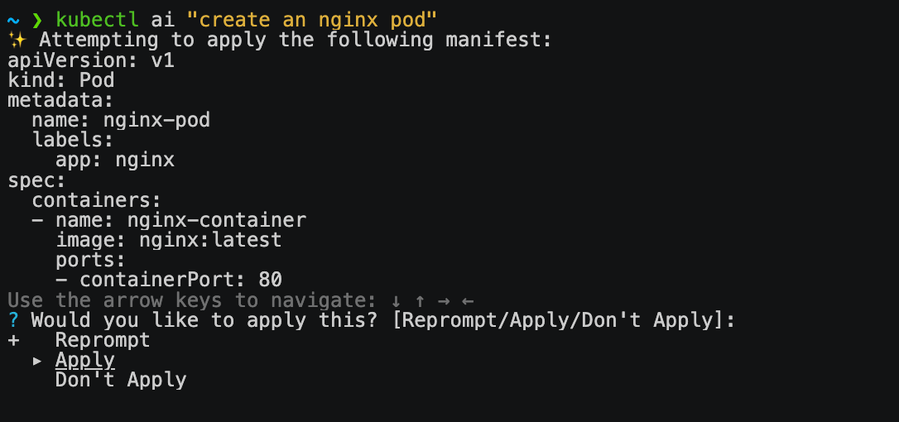 ~ ❯ kubectl ai "create an nginx pod"
✨ Attempting to apply the following manifest:
apiVersion: v1
kind: Pod
metadata:
  name: nginx-pod
  labels:
    app: nginx
spec:
  containers:
  - name: nginx-container
    image: nginx:latest
    ports:
    - containerPort: 80
Use the arrow keys to navigate: ↓ ↑ → ←
? Would you like to apply this? [Reprompt/Apply/Don't Apply]:
+   Reprompt
  ▸ Apply
    Don't Apply